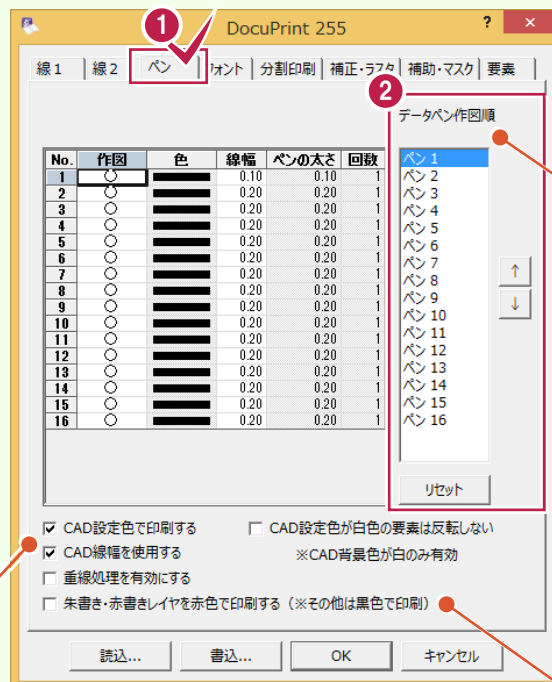 1
DocuPrint 255
? ×
線1 線2 ペン フォント 分割印刷 補正・ラスタ 補助・マスク 要素
2
データペン作図順
No. 作図 色 線幅 ペンの太さ 回数
1 ○ 0.10 0.10 1
2 ○ 0.20 0.20 1
3 ○ 0.20 0.20 1
4 ○ 0.20 0.20 1
5 ○ 0.20 0.20 1
6 ○ 0.20 0.20 1
7 ○ 0.20 0.20 1
8 ○ 0.20 0.20 1
9 ○ 0.20 0.20 1
10 ○ 0.20 0.20 1
11 ○ 0.20 0.20 1
12 ○ 0.20 0.20 1
13 ○ 0.20 0.20 1
14 ○ 0.20 0.20 1
15 ○ 0.20 0.20 1
16 ○ 0.20 0.20 1
ペン 1
ペン 2
ペン 3
ペン 4
ペン 5
ペン 6
ペン 7
ペン 8
ペン 9
ペン 10
ペン 11
ペン 12
ペン 13
ペン 14
ペン 15
ペン 16
↑
↓
リセット
CAD設定色で印刷する CAD設定色が白色の要素は反転しない
CAD線幅を使用する ※CAD背景色が白のみ有効
重線処理を有効にする
朱書き・赤書きレイヤを赤色で印刷する（※その他は黒色で印刷）
読込... 書込... OK キャンセル